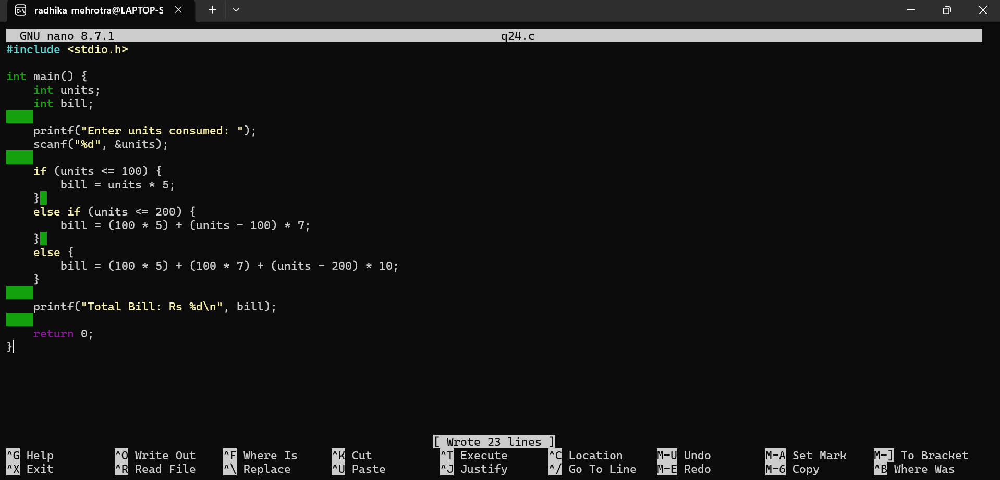 radhika_mehrotra@LAPTOP-S
GNU nano 8.7.1 q24.c
#include <stdio.h>

int main() {
    int units;
    int bill;

    printf("Enter units consumed: ");
    scanf("%d", &units);

    if (units <= 100) {
        bill = units * 5;
    }
    else if (units <= 200) {
        bill = (100 * 5) + (units - 100) * 7;
    }
    else {
        bill = (100 * 5) + (100 * 7) + (units - 200) * 10;
    }

    printf("Total Bill: Rs %d\n", bill);

    return 0;
}
[ Wrote 23 lines ]
^G Help ^O Write Out ^F Where Is ^K Cut ^T Execute ^C Location M-U Undo M-A Set Mark M-] To Bracket
^X Exit ^R Read File ^\ Replace ^U Paste ^J Justify ^/ Go To Line M-E Redo M-6 Copy ^B Where Was